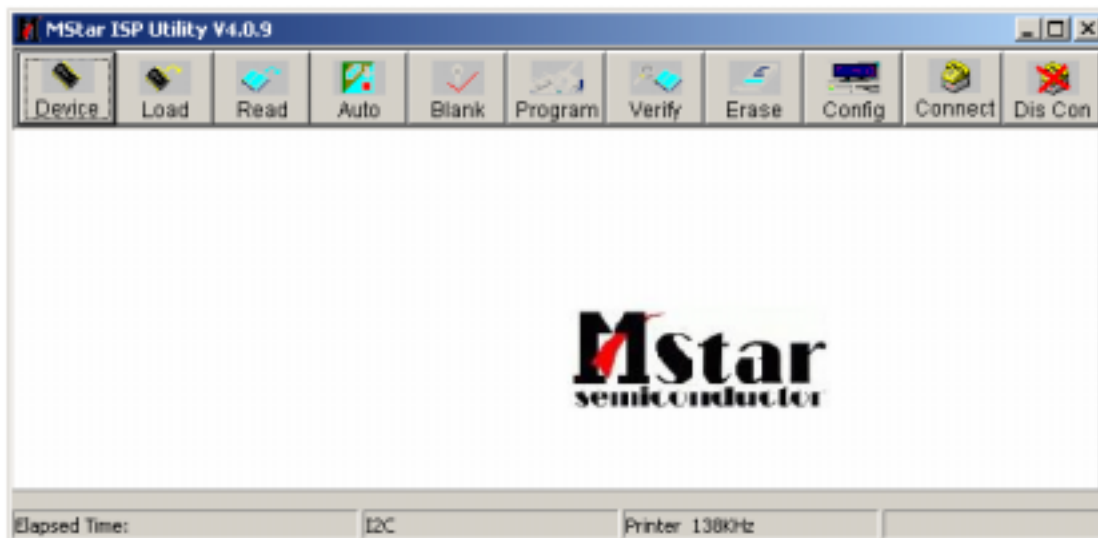 MStar ISP Utility V4.0.9
Device Load Read Auto Blank Program Verify Erase Config Connect Dis Con
MStar
semiconductor
Elapsed Time: I2C Printer 138KHz